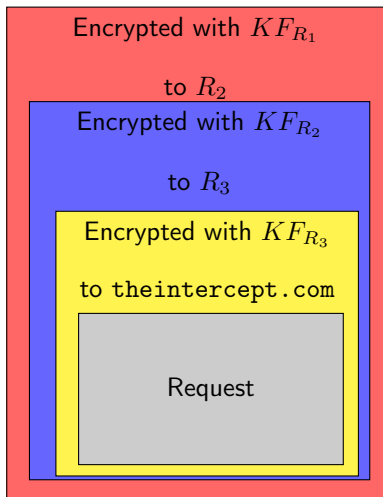 Encrypted with $KF_{R_1}$
to $R_2$
Encrypted with $KF_{R_2}$
to $R_3$
Encrypted with $KF_{R_3}$
to theintercept.com
Request